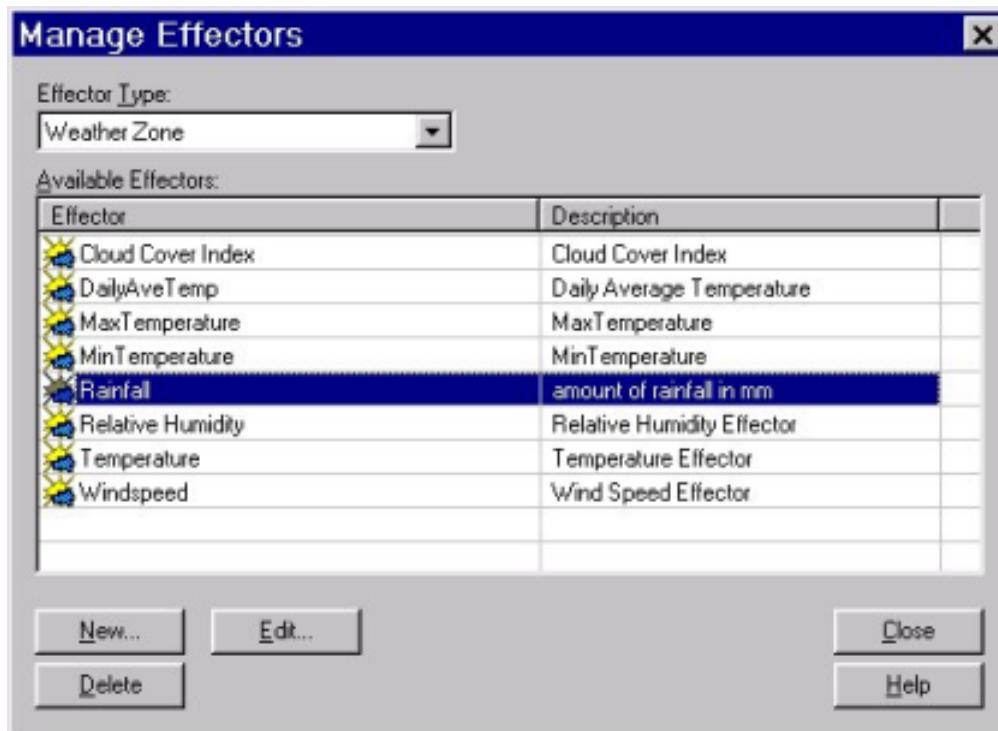 Manage Effectors
Effector Type:
Weather Zone
Available Effectors:
Effector Description
Cloud Cover Index Cloud Cover Index
DailyAveTemp Daily Average Temperature
MaxTemperature MaxTemperature
MinTemperature MinTemperature
Rainfall amount of rainfall in mm
Relative Humidity Relative Humidity Effector
Temperature Temperature Effector
Windspeed Wind Speed Effector
New... Edit... Close
Delete Help